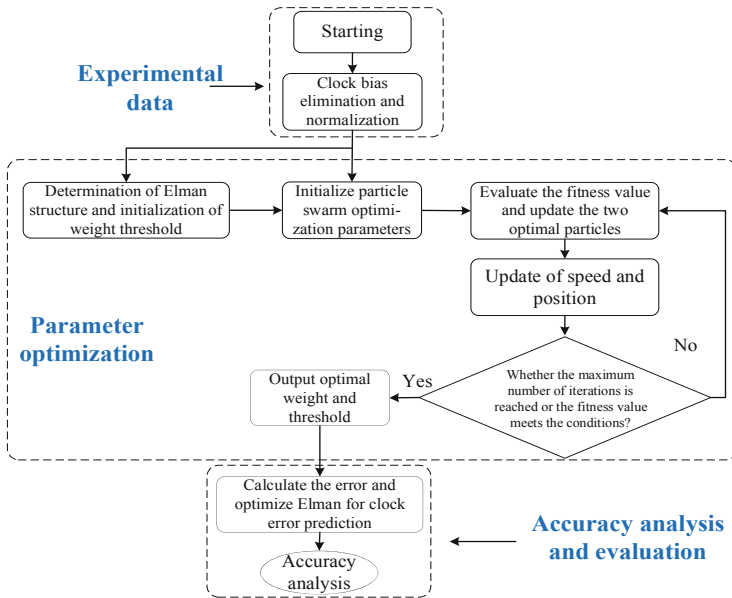 Starting
Experimental
data
Clock bias
elimination and
normalization
Determination of Elman
structure and initialization of
weight threshold
Initialize particle
swarm optimi-
zation parameters
Evaluate the fitness value
and update the two
optimal particles
Update of speed and
position
Parameter
optimization
No
Yes
Whether the maximum
number of iterations is
reached or the fitness value
meets the conditions?
Output optimal
weight and
threshold
Calculate the error and
optimize Elman for clock
error prediction
Accuracy
analysis
Accuracy analysis
and evaluation